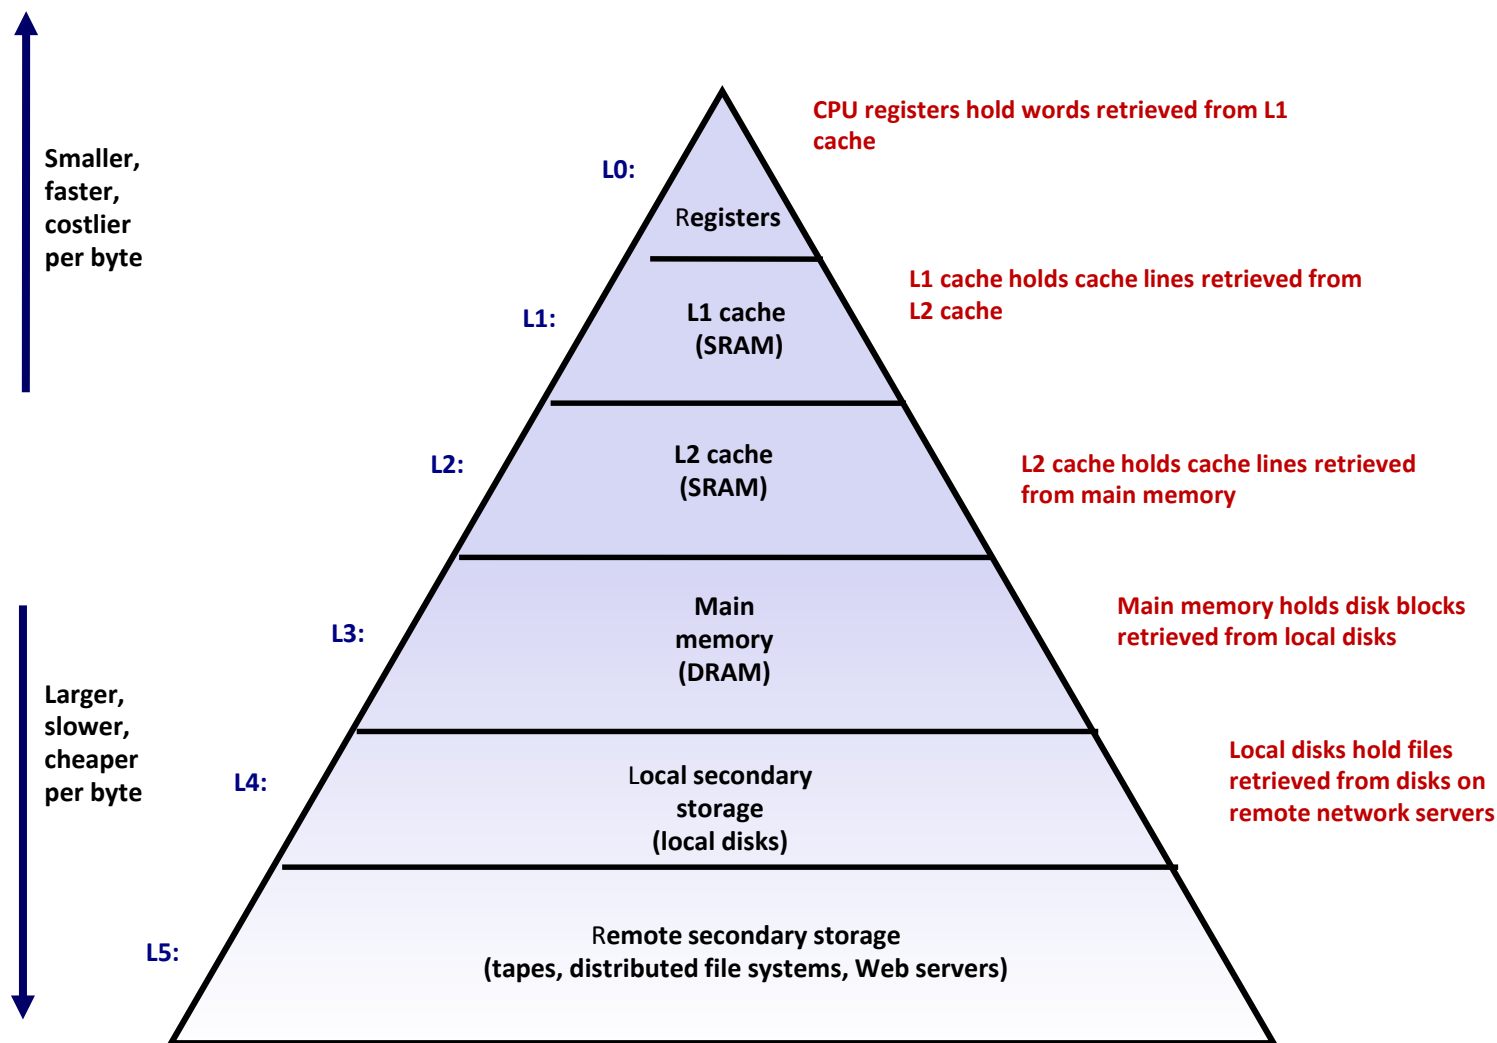 Smaller,
faster,
costlier
per byte
Larger,
slower,
cheaper
per byte
L0:
Registers
CPU registers hold words retrieved from L1
cache
L1:
L1 cache
(SRAM)
L1 cache holds cache lines retrieved from
L2 cache
L2:
L2 cache
(SRAM)
L2 cache holds cache lines retrieved
from main memory
L3:
Main
memory
(DRAM)
Main memory holds disk blocks
retrieved from local disks
L4:
Local secondary
storage
(local disks)
Local disks hold files
retrieved from disks on
remote network servers
L5:
Remote secondary storage
(tapes, distributed file systems, Web servers)